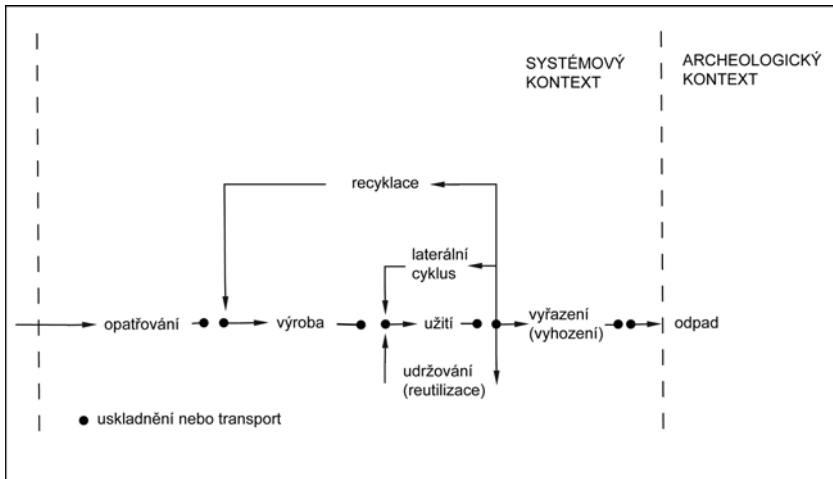 SYSTÉMOVÝ
KONTEXT
ARCHEOLOGICKÝ
KONTEXT
recyklace
laterální
cyklus
opatřování
výroba
užití
vyřazení
(vyhození)
odpad
udržování
(reutilizace)
uskladnění nebo transport